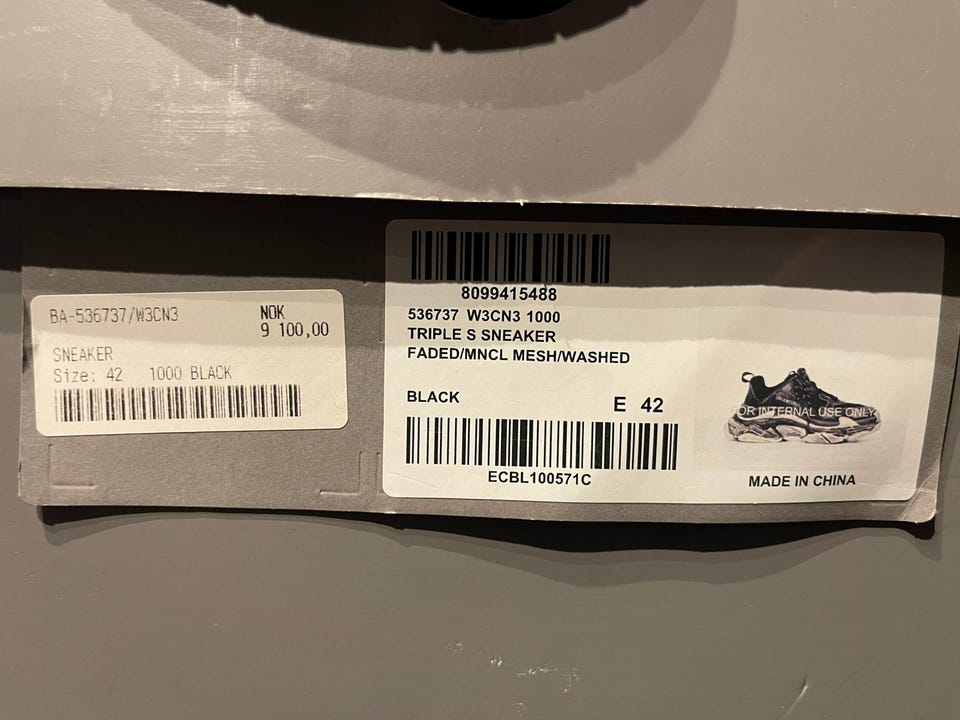 BA-536737/W3CN3
NOK
9 100,00
SNEAKER
Size: 42 1000 BLACK
8099415488
536737 W3CN3 1000
TRIPLE S SNEAKER
FADED/MNCL MESH/WASHED
BLACK
E 42
ECBL100571C
OR INTERNAL USE ONLY
MADE IN CHINA